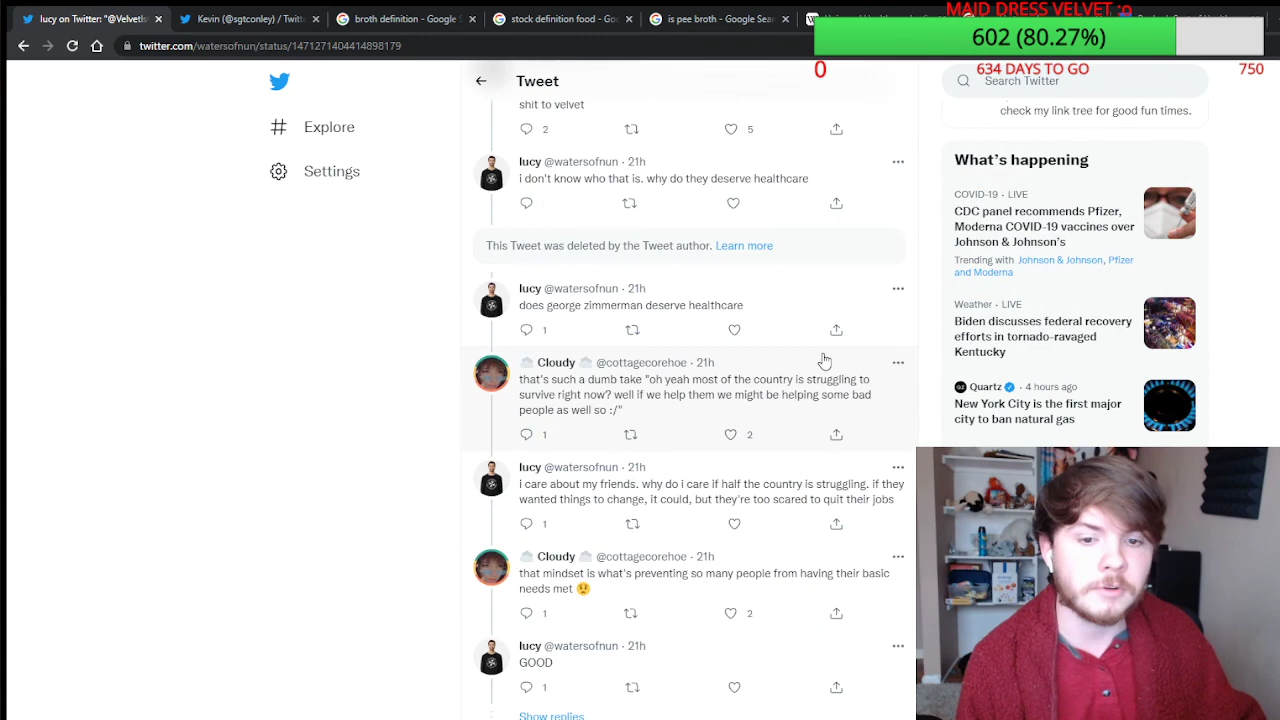 MAID DRESS VELVET :o
lucy on Twitter: "@
Kevin (@sgtconley) / Twitt
broth definition - Google S
stock definition food - Goo
is pee broth - Google Sear
602 (80.27%)
twitter.com/watersofnun/status/1471271404414898179
0
634 DAYS TO GO
750
Tweet
Search Twitter
Explore
Settings
shit to velvet
2
5
lucy @watersofnun · 21h
i don't know who that is. why do they deserve healthcare
This Tweet was deleted by the Tweet author. Learn more
lucy @watersofnun · 21h
does george zimmerman deserve healthcare
1
Cloudy @cottagecorehoe · 21h
that's such a dumb take "oh yeah most of the country is struggling to
survive right now? well if we help them we might be helping some bad
people as well so :/"
1
2
lucy @watersofnun · 21h
i care about my friends. why do i care if half the country is struggling. if they
wanted things to change, it could, but they're too scared to quit their jobs
1
Cloudy @cottagecorehoe · 21h
that mindset is what's preventing so many people from having their basic
needs met 😥
1
2
lucy @watersofnun · 21h
GOOD
1
Show replies
check my link tree for good fun times.
What's happening
COVID-19 · LIVE
CDC panel recommends Pfizer,
Moderna COVID-19 vaccines over
Johnson & Johnson's
Trending with Johnson & Johnson, Pfizer
and Moderna
Weather · LIVE
Biden discusses federal recovery
efforts in tornado-ravaged
Kentucky
Quartz · 4 hours ago
New York City is the first major
city to ban natural gas